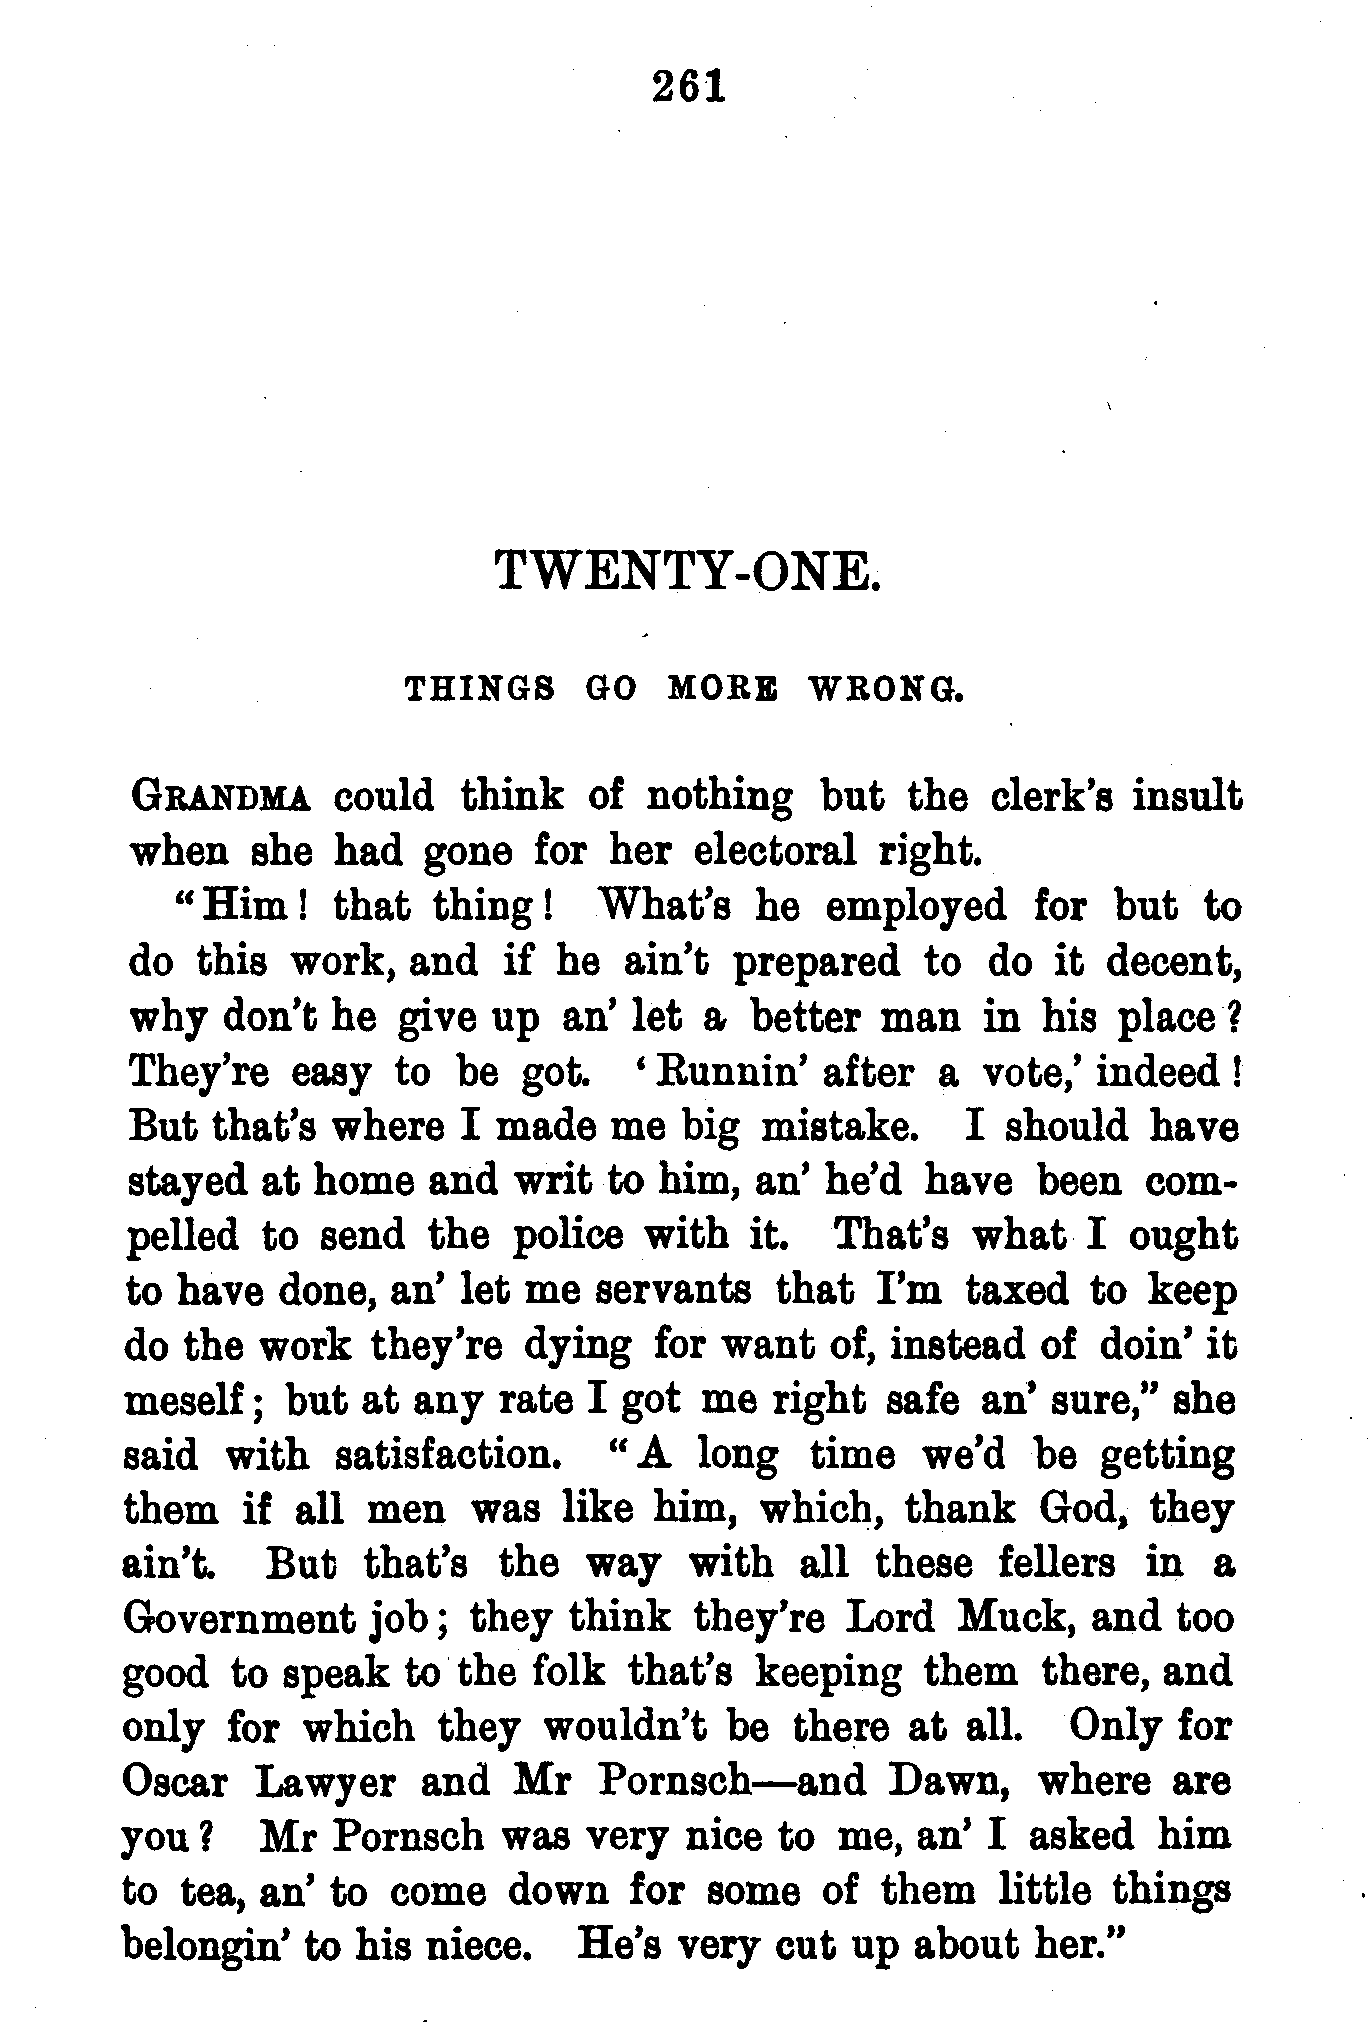 261
TWENTY-ONE.
THINGS GO MORE WRONG.
GRANDMA could think of nothing but the clerk's insult
when she had gone for her electoral right.
"Him! that thing! What's he employed for but to
do this work, and if he ain't prepared to do it decent,
why don't he give up an' let a better man in his place?
They're easy to be got. 'Runnin' after a vote,' indeed!
But that's where I made me big mistake. I should have
stayed at home and writ to him, an' he'd have been com-
pelled to send the police with it. That's what I ought
to have done, an' let me servants that I'm taxed to keep
do the work they're dying for want of, instead of doin' it
meself; but at any rate I got me right safe an' sure," she
said with satisfaction. "A long time we'd be getting
them if all men was like him, which, thank God, they
ain't. But that's the way with all these fellers in a
Government job; they think they're Lord Muck, and too
good to speak to the folk that's keeping them there, and
only for which they wouldn't be there at all. Only for
Oscar Lawyer and Mr Pornsch—and Dawn, where are
you? Mr Pornsch was very nice to me, an' I asked him
to tea, an' to come down for some of them little things
belongin' to his niece. He's very cut up about her."